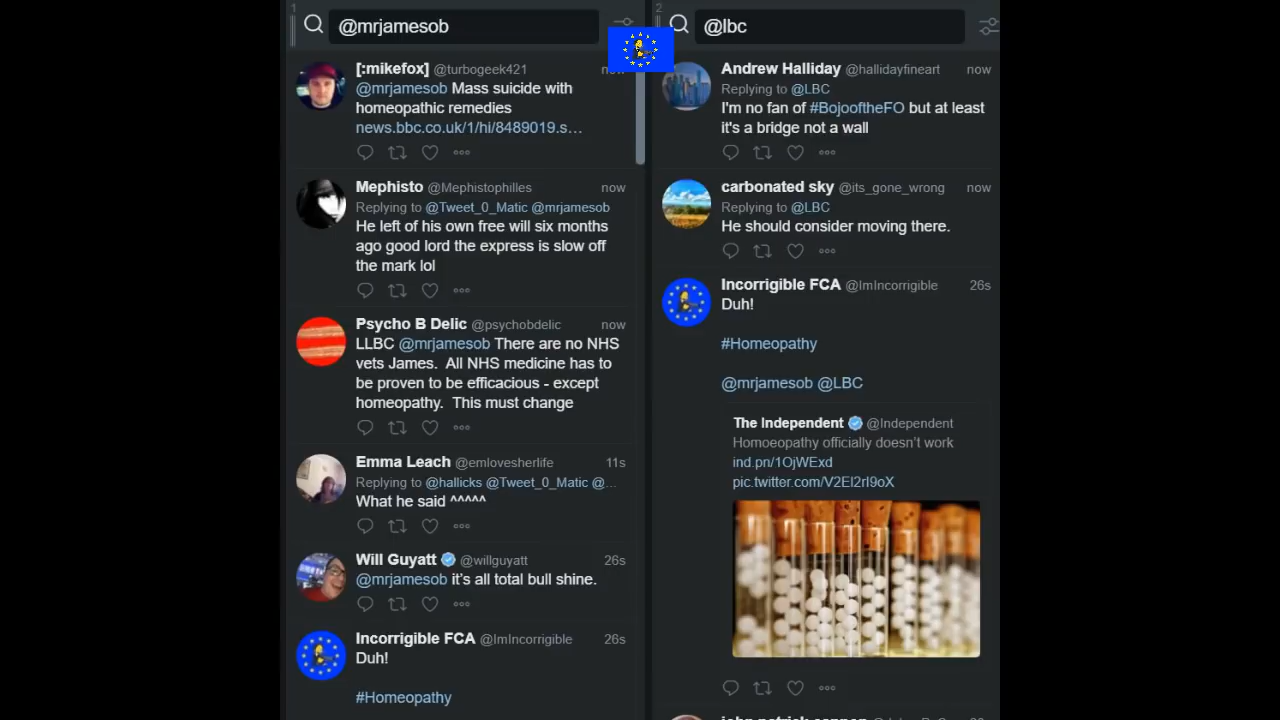 1
@mrjamesob
[:mikefox] @turbogeek421 now
@mrjamesob Mass suicide with
homeopathic remedies
news.bbc.co.uk/1/hi/8489019.s…
Mephisto @Mephistophilles now
Replying to @Tweet_0_Matic @mrjamesob
He left of his own free will six months
ago good lord the express is slow off
the mark lol
Psycho B Delic @psychobdelic now
LLBC @mrjamesob There are no NHS
vets James. All NHS medicine has to
be proven to be efficacious - except
homeopathy. This must change
Emma Leach @emlovesherlife 11s
Replying to @hallicks @Tweet_0_Matic @…
What he said ^^^^^
Will Guyatt @willguyatt 26s
@mrjamesob it's all total bull shine.
Incorrigible FCA @ImIncorrigible 26s
Duh!
#Homeopathy
2
@lbc
Andrew Halliday @hallidayfineart now
Replying to @LBC
I'm no fan of #BojooftheFO but at least
it's a bridge not a wall
carbonated sky @its_gone_wrong now
Replying to @LBC
He should consider moving there.
Incorrigible FCA @ImIncorrigible 26s
Duh!
#Homeopathy
@mrjamesob @LBC
The Independent @Independent
Homoeopathy officially doesn't work
ind.pn/1OjWExd
pic.twitter.com/V2El2rI9oX